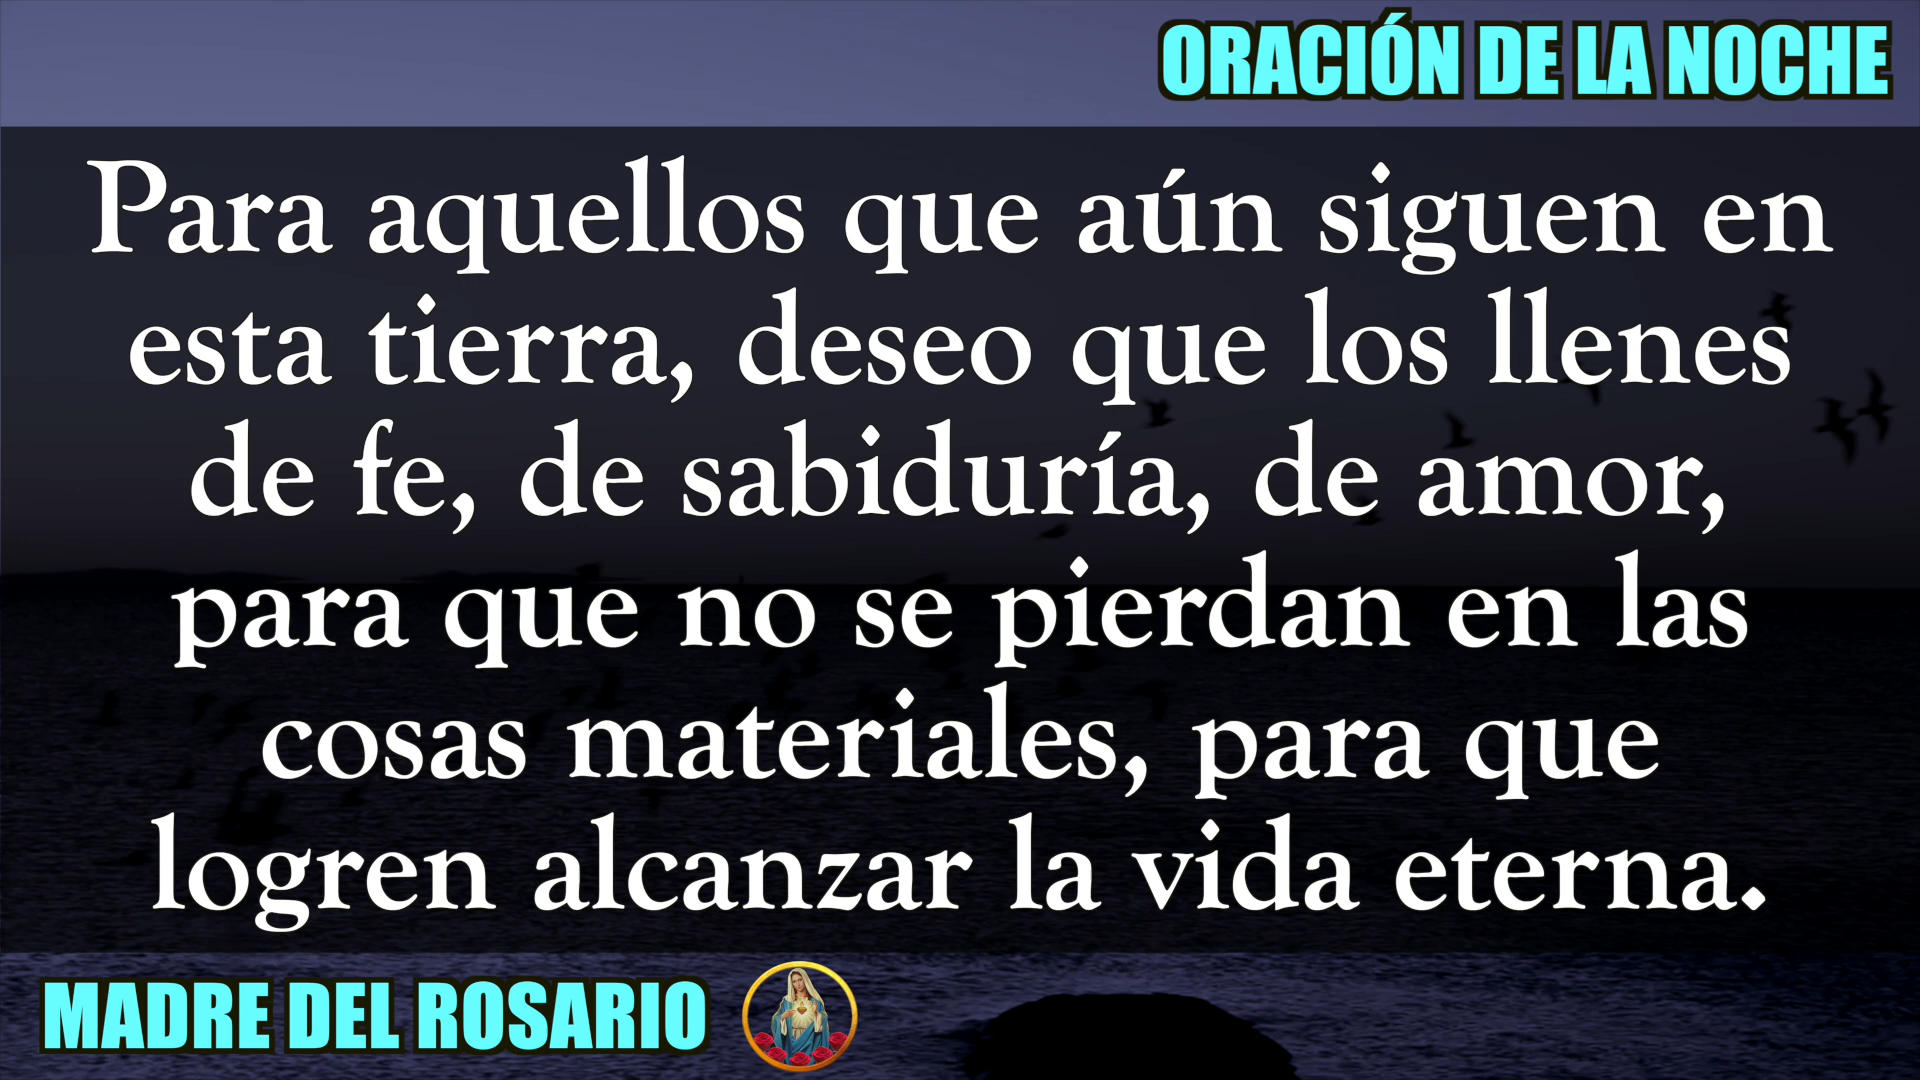 ORACIÓN DE LA NOCHE
Para aquellos que aún siguen en
esta tierra, deseo que los llenes
de fe, de sabiduría, de amor,
para que no se pierdan en las
cosas materiales, para que
logren alcanzar la vida eterna.
MADRE DEL ROSARIO